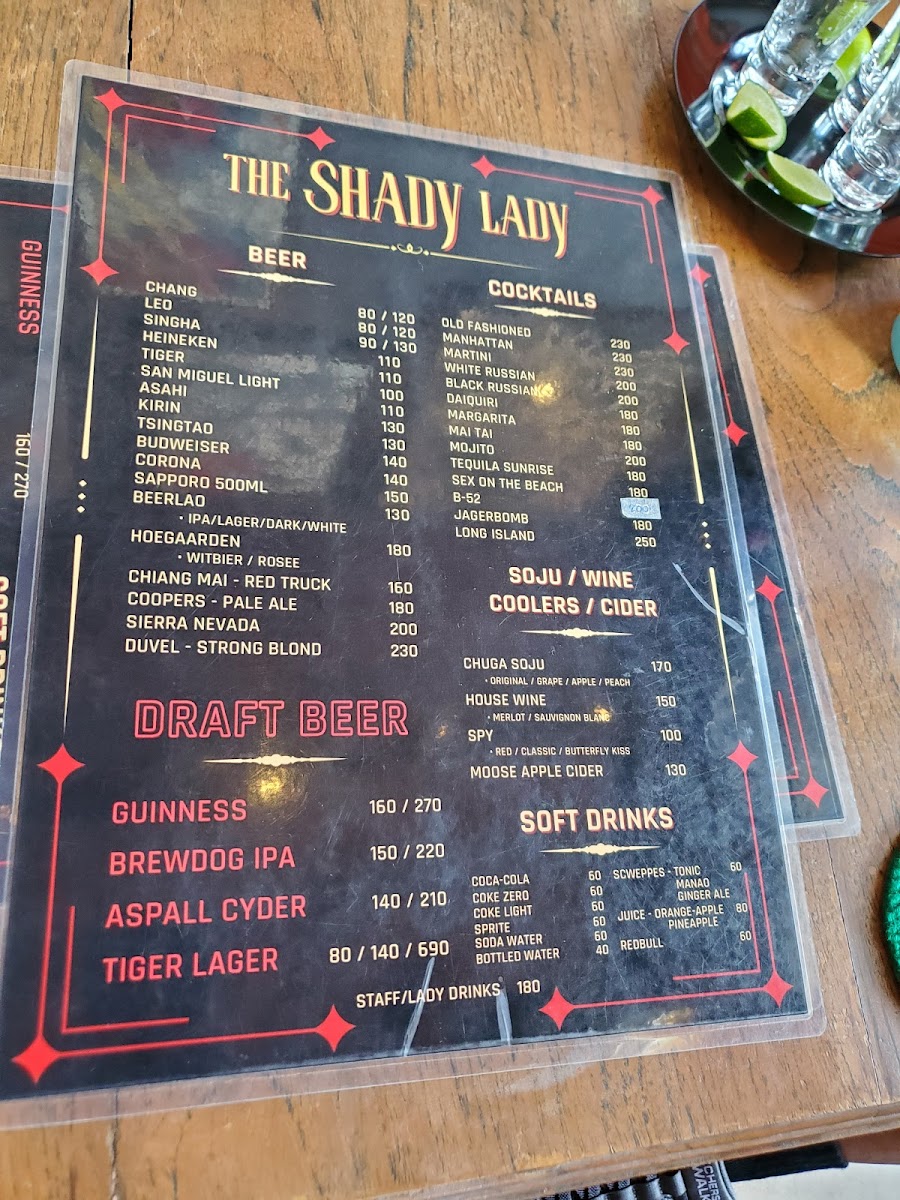 THE SHADY LADY
BEER
CHANG 80 / 120
LEO 80 / 120
SINGHA 90 / 130
HEINEKEN 110
TIGER 110
SAN MIGUEL LIGHT 100
ASAHI 110
KIRIN 130
TSINGTAO 130
BUDWEISER 140
CORONA 140
SAPPORO 500ML 150
BEERLAO 130
• IPA/LAGER/DARK/WHITE
HOEGAARDEN 180
• WITBIER / ROSEE
CHIANG MAI - RED TRUCK 160
COOPERS - PALE ALE 180
SIERRA NEVADA 200
DUVEL - STRONG BLOND 230
DRAFT BEER
GUINNESS 160 / 270
BREWDOG IPA 150 / 220
ASPALL CYDER 140 / 210
TIGER LAGER 80 / 140 / 690
COCKTAILS
OLD FASHIONED 230
MANHATTAN 230
MARTINI 230
WHITE RUSSIAN 200
BLACK RUSSIAN 200
DAIQUIRI 180
MARGARITA 180
MAI TAI 180
MOJITO 200
TEQUILA SUNRISE 180
SEX ON THE BEACH 180
B-52 200
JAGERBOMB 180
LONG ISLAND 250
SOJU / WINE
COOLERS / CIDER
CHUGA SOJU 170
• ORIGINAL / GRAPE / APPLE / PEACH
HOUSE WINE 150
• MERLOT / SAUVIGNON BLANC
SPY 100
• RED / CLASSIC / BUTTERFLY KISS
MOOSE APPLE CIDER 130
SOFT DRINKS
COCA-COLA 60
COKE ZERO 60
COKE LIGHT 60
SPRITE 60
SODA WATER 60
BOTTLED WATER 40
SCWEPPES - TONIC 60
MANAO
GINGER ALE
JUICE - ORANGE-APPLE 80
PINEAPPLE
REDBULL 60
STAFF/LADY DRINKS 180
GUINNESS
160 / 270